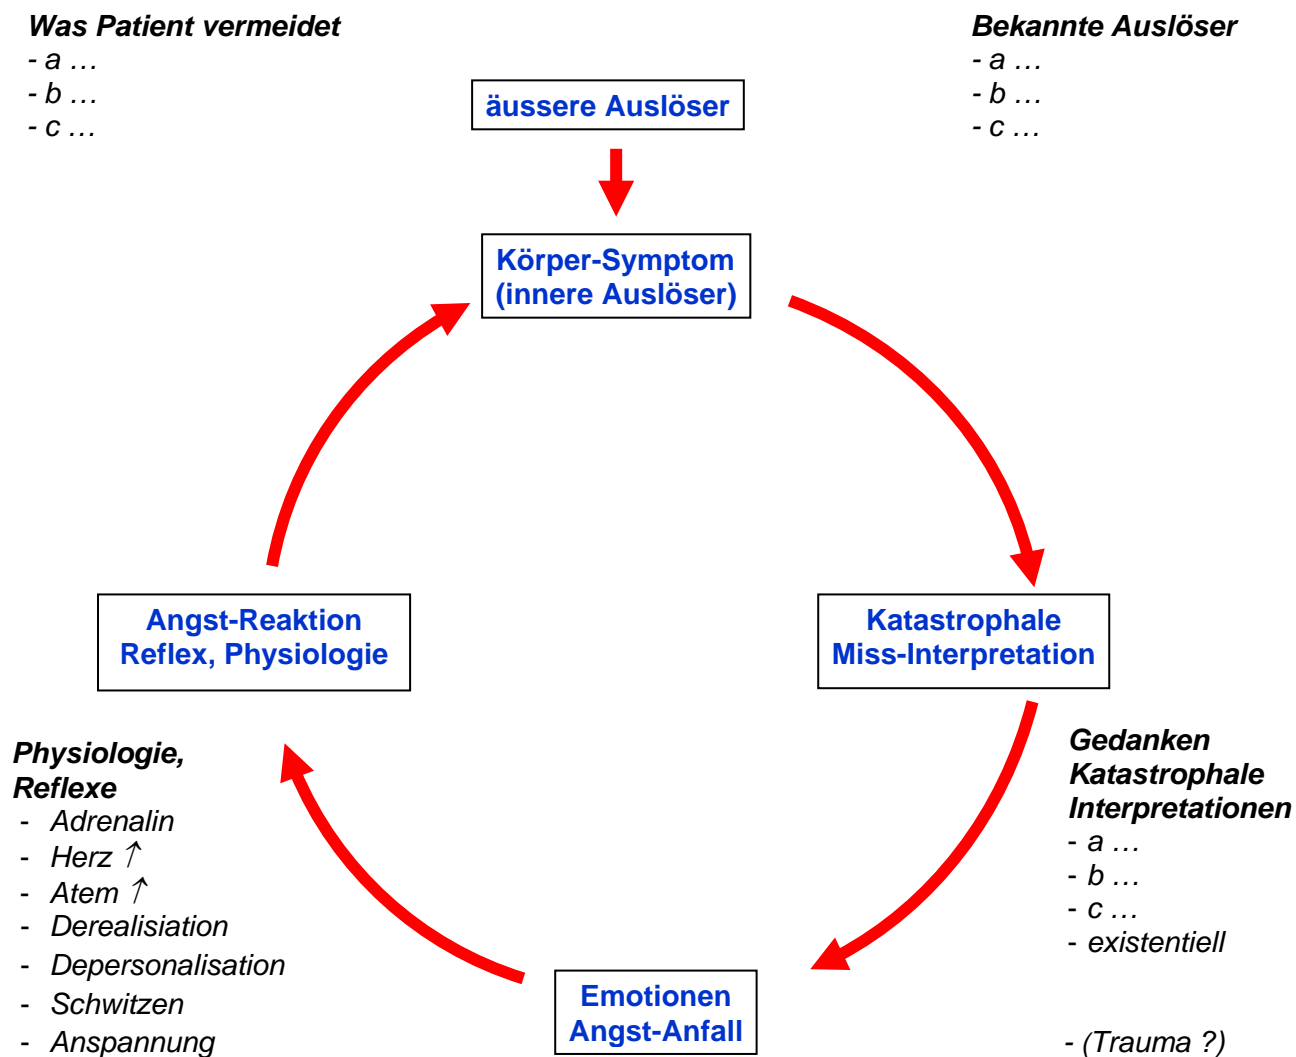 Was Patient vermeidet
- a …
- b …
- c …
Bekannte Auslöser
- a …
- b …
- c …
äussere Auslöser
Körper-Symptom
(innere Auslöser)
Angst-Reaktion
Reflex, Physiologie
Katastrophale
Miss-Interpretation
Physiologie,
Reflexe
- Adrenalin
- Herz ↑
- Atem ↑
- Derealisiation
- Depersonalisation
- Schwitzen
- Anspannung
Emotionen
Angst-Anfall
Gedanken
Katastrophale
Interpretationen
- a …
- b …
- c …
- existentiell
- (Trauma ?)